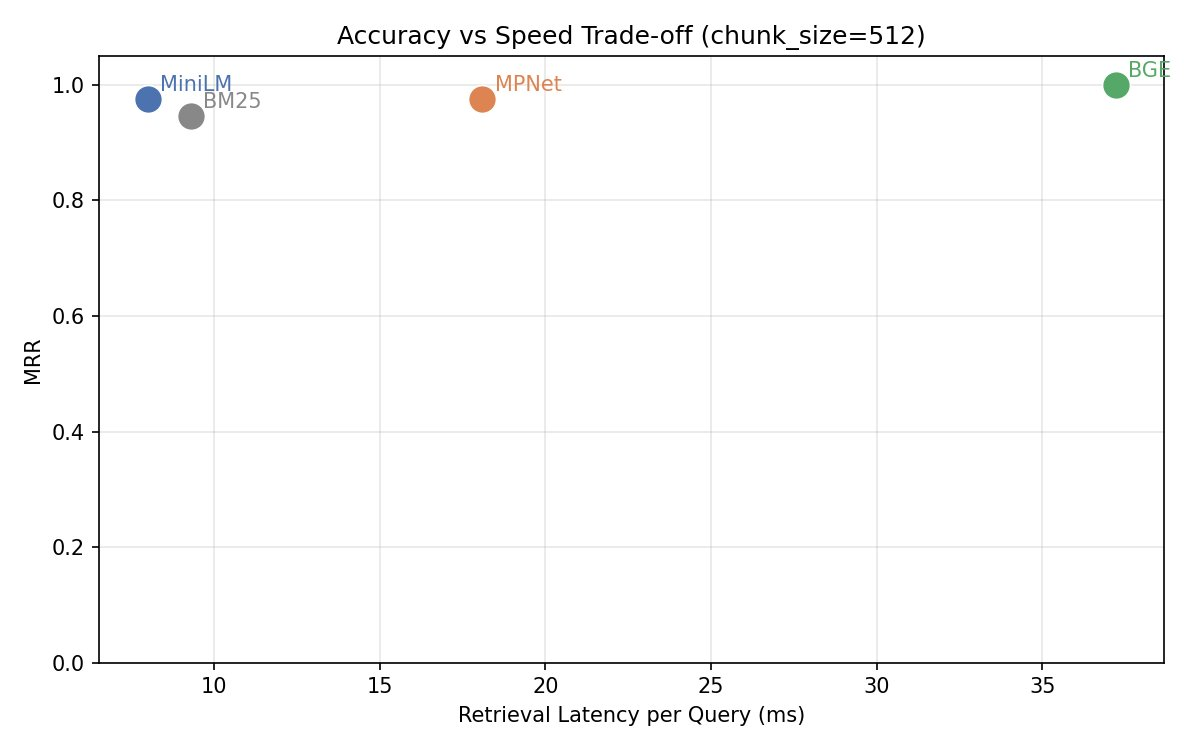 Accuracy vs Speed Trade-off (chunk_size=512)
BGE
MiniLM
MPNet
BM25
1.0
0.8
0.6
0.4
0.2
0.0
MRR
10
15
20
25
30
35
Retrieval Latency per Query (ms)